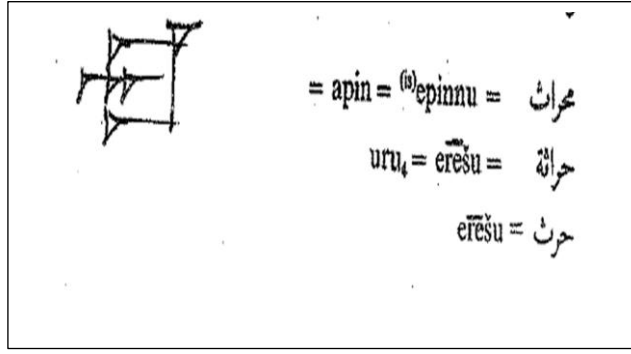 𒀳 = apin = ⁽ⁱˢ⁾epinnu = محراث
uru₄ = erēšu = حراثة
erēšu = حرث